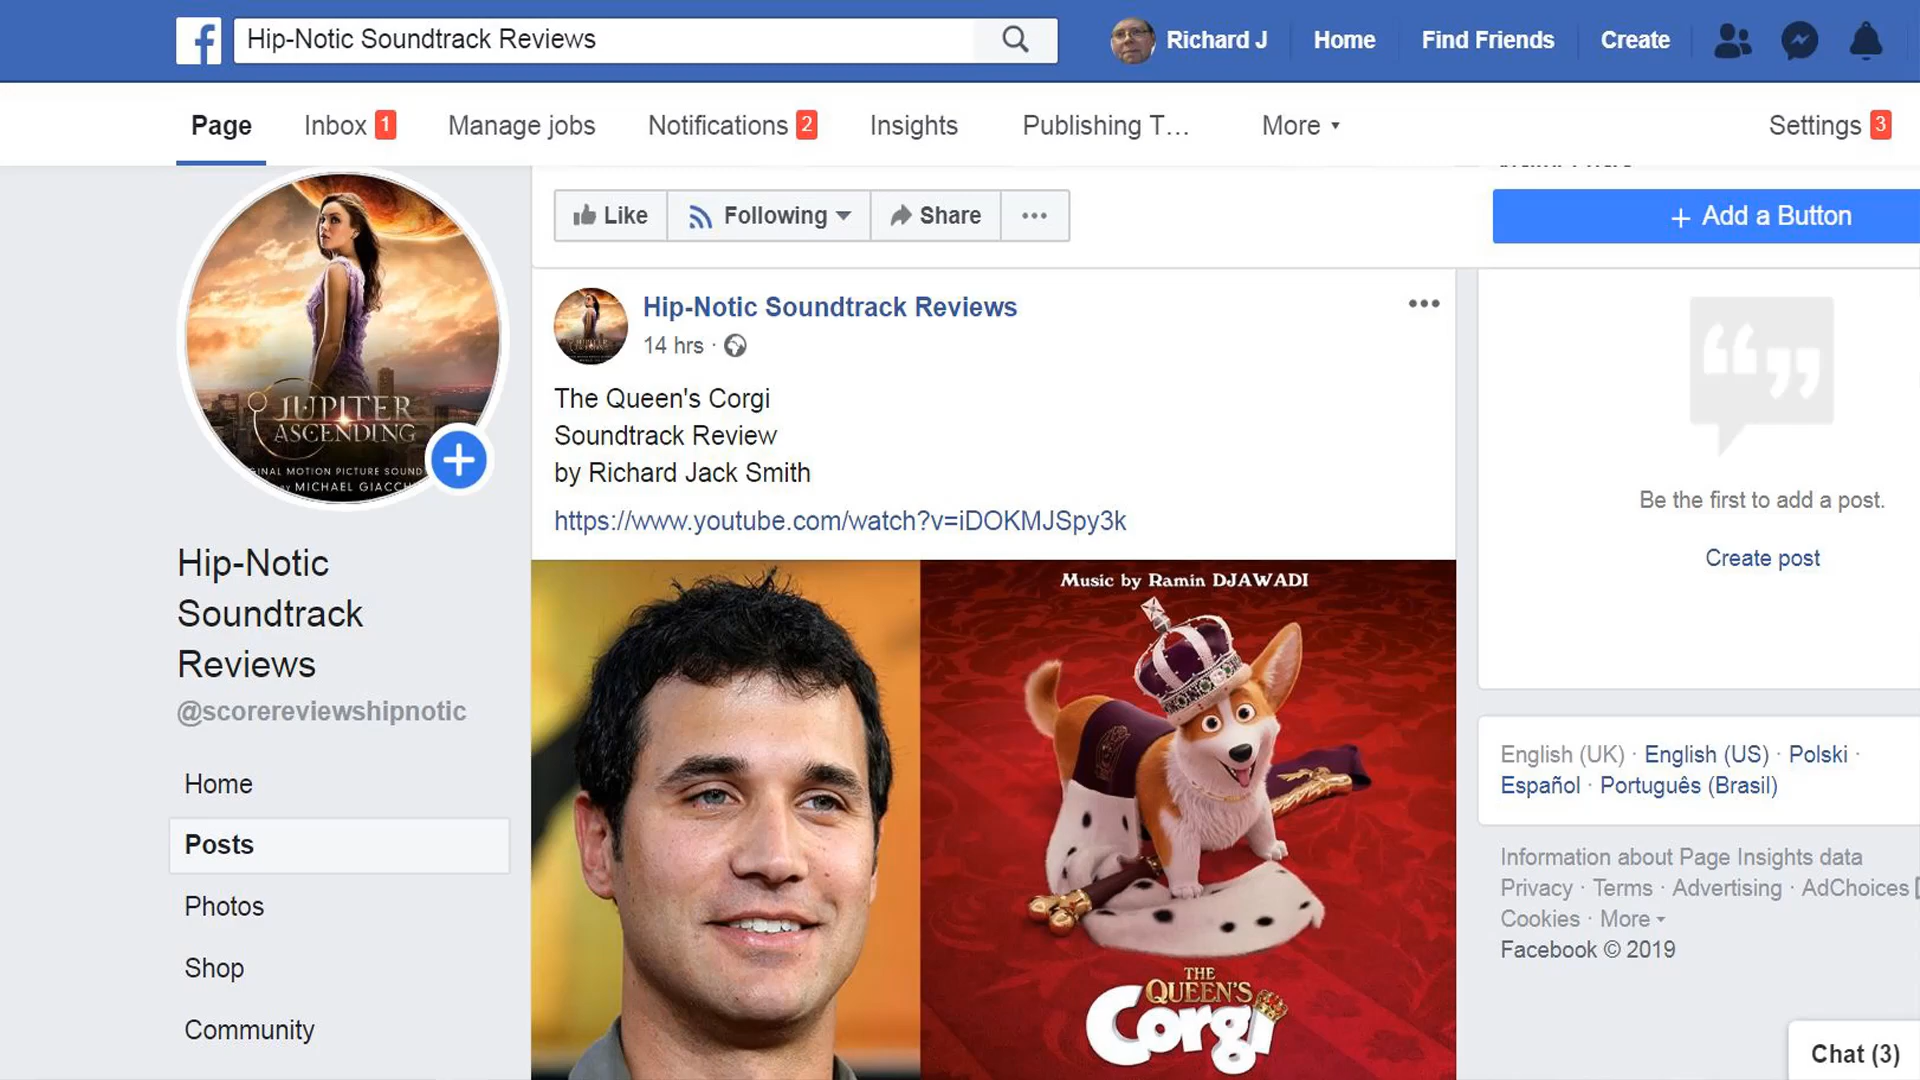 Hip-Notic Soundtrack Reviews
Richard J
Home
Find Friends
Create
Page
Inbox 1
Manage jobs
Notifications 2
Insights
Publishing T…
More
Settings 3
Like
Following
Share
+ Add a Button
JUPITER
ASCENDING
INAL MOTION PICTURE SOUND
MICHAEL GIACCH
Hip-Notic
Soundtrack
Reviews
@scorereviewshipnotic
Home
Posts
Photos
Shop
Community
Hip-Notic Soundtrack Reviews
14 hrs ·
The Queen's Corgi
Soundtrack Review
by Richard Jack Smith
https://www.youtube.com/watch?v=iDOKMJSpy3k
Music by Ramin DJAWADI
THE
QUEEN'S
Corgi
Be the first to add a post.
Create post
English (UK) · English (US) · Polski ·
Español · Português (Brasil)
Information about Page Insights data
Privacy · Terms · Advertising · AdChoices
Cookies · More
Facebook © 2019
Chat (3)